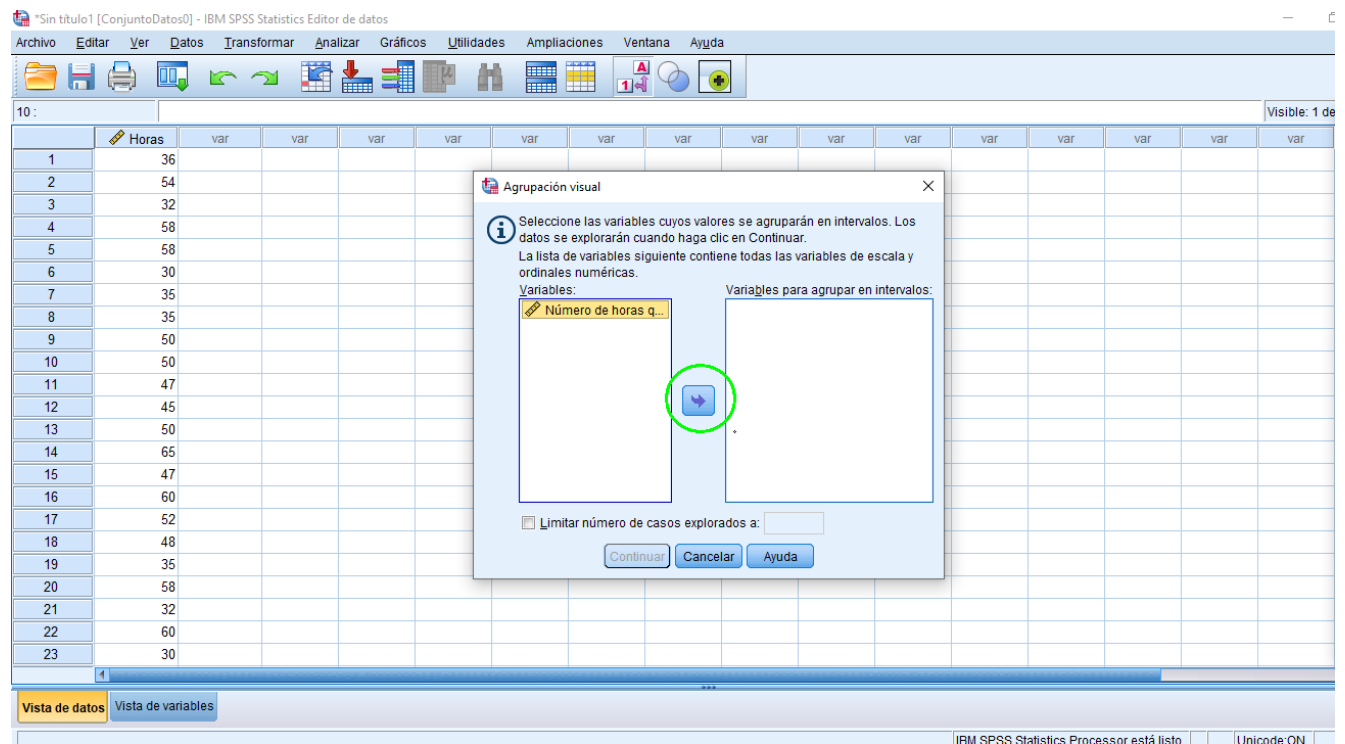 *Sin título1 [ConjuntoDatos0] - IBM SPSS Statistics Editor de datos
Archivo Editar Ver Datos Transformar Analizar Gráficos Utilidades Ampliaciones Ventana Ayuda
10 : Visible: 1 de
Horas var var var var var var var var var var var var var var var
1 36
2 54
3 32
4 58
5 58
6 30
7 35
8 35
9 50
10 50
11 47
12 45
13 50
14 65
15 47
16 60
17 52
18 48
19 35
20 58
21 32
22 60
23 30
Agrupación visual
Seleccione las variables cuyos valores se agruparán en intervalos. Los
datos se explorarán cuando haga clic en Continuar.
La lista de variables siguiente contiene todas las variables de escala y
ordinales numéricas.
Variables: Variables para agrupar en intervalos:
Número de horas q...
Limitar número de casos explorados a:
Continuar Cancelar Ayuda
Vista de datos Vista de variables
IBM SPSS Statistics Processor está listo Unicode:ON